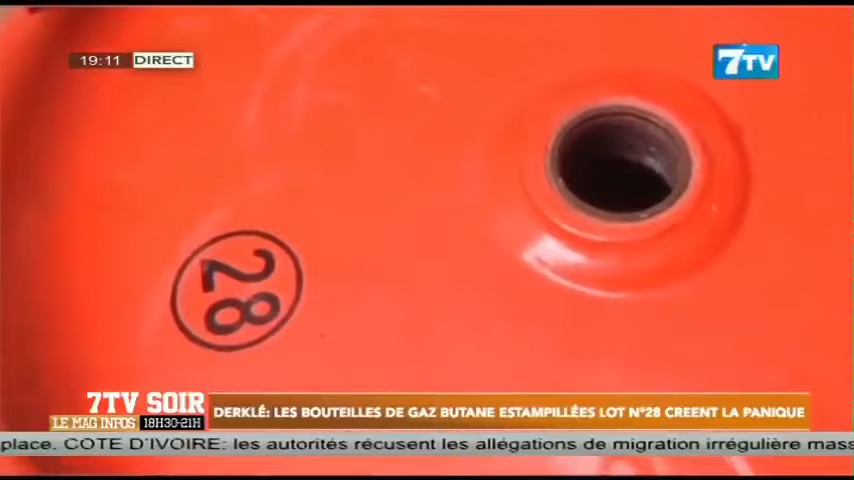 19:11 DIRECT
7TV
28
7TV SOIR
LE MAG INFOS 18H30-21H
DERKLÉ: LES BOUTEILLES DE GAZ BUTANE ESTAMPILLÉES LOT N°28 CREENT LA PANIQUE
place. COTE D'IVOIRE: les autorités récusent les allégations de migration irrégulière mass